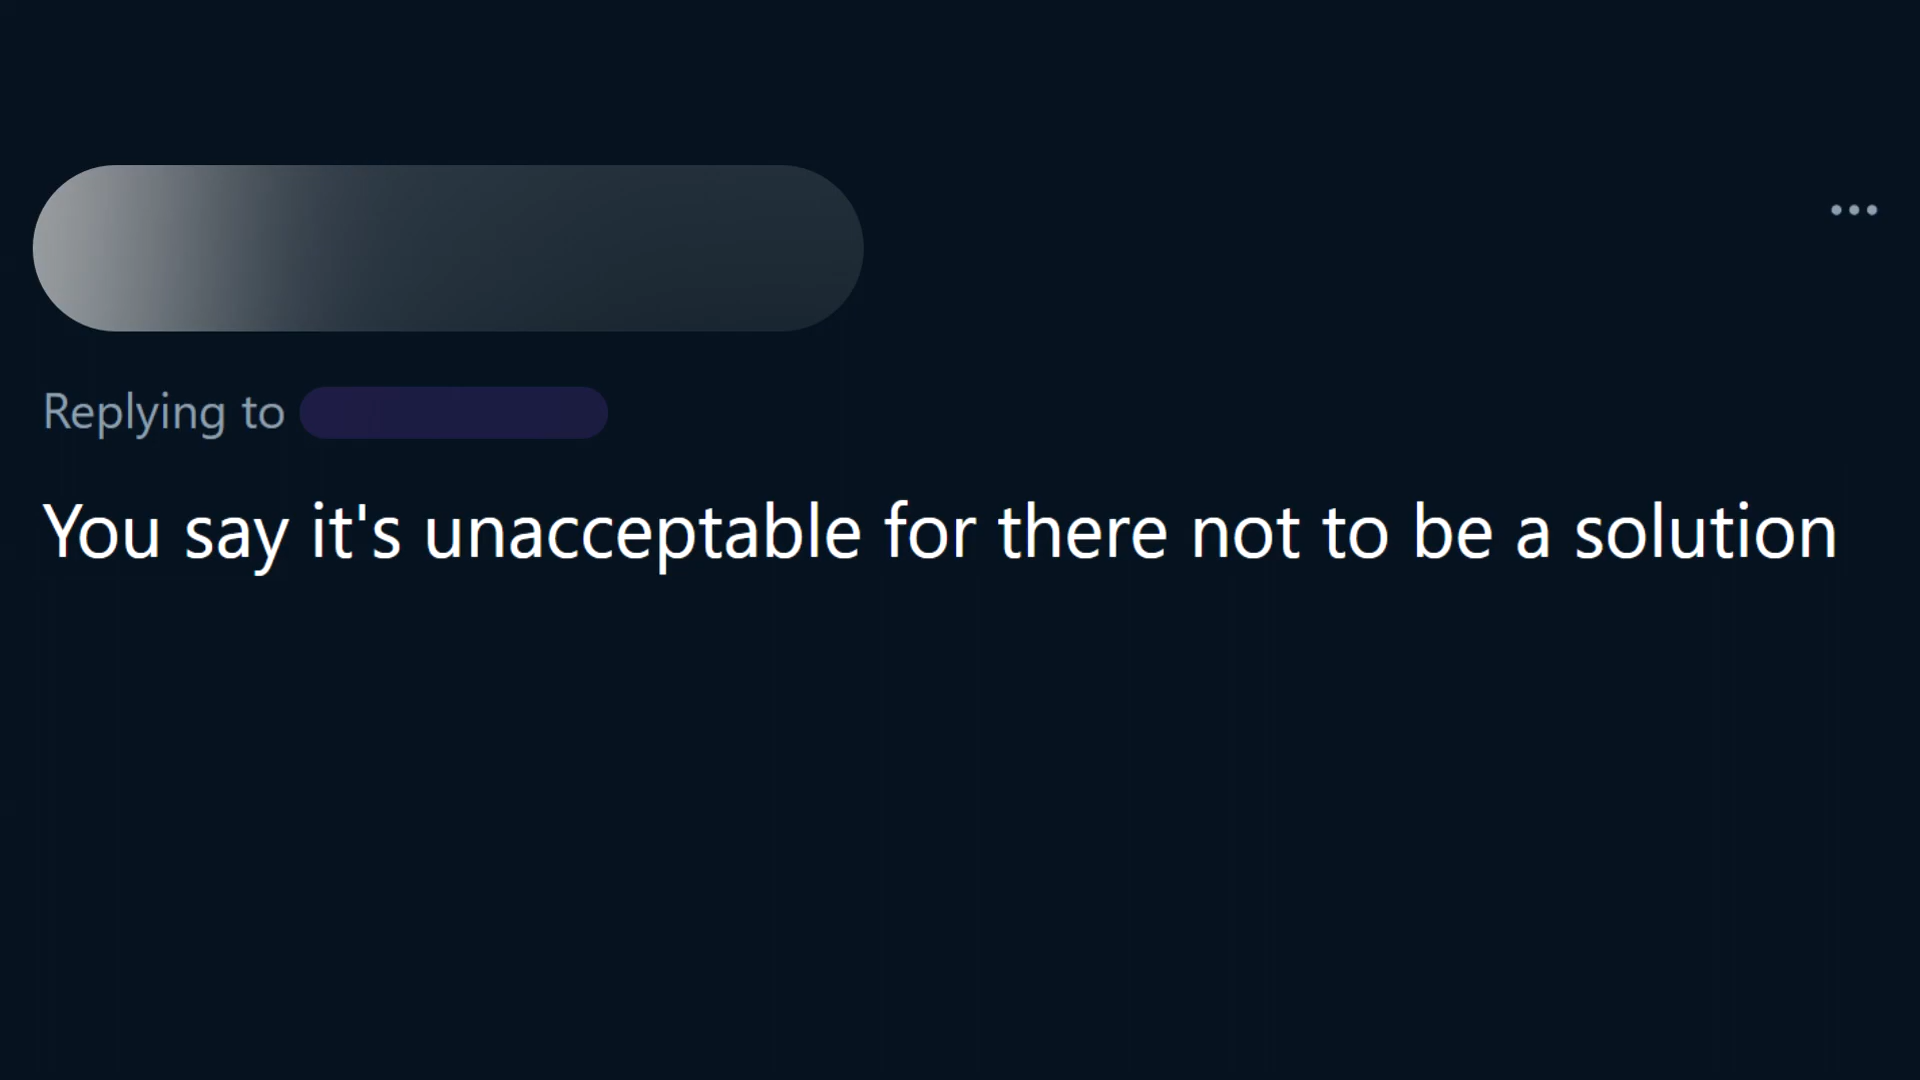 Replying to
You say it's unacceptable for there not to be a solution